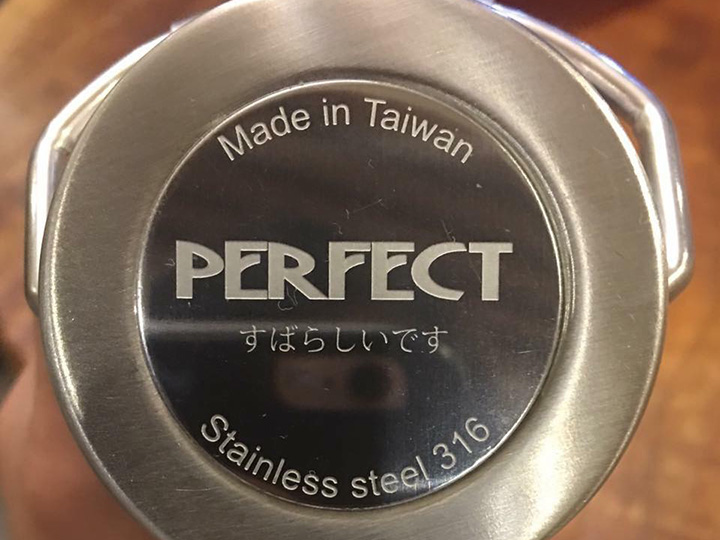 Made in Taiwan
PERFECT
すばらしいです
Stainless steel 316